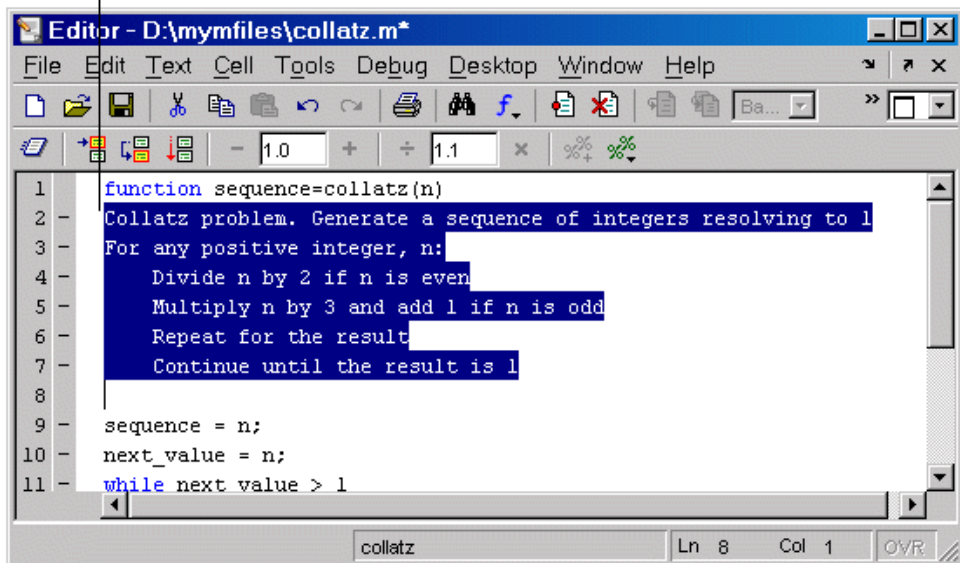 Editor - D:\mymfiles\collatz.m*
File Edit Text Cell Tools Debug Desktop Window Help
Ba...
1.0 1.1
1 function sequence=collatz(n)
2 - Collatz problem. Generate a sequence of integers resolving to 1
3 - For any positive integer, n:
4 - Divide n by 2 if n is even
5 - Multiply n by 3 and add 1 if n is odd
6 - Repeat for the result
7 - Continue until the result is 1
8
9 - sequence = n;
10 - next_value = n;
11 - while next_value > 1
collatz Ln 8 Col 1 OVR